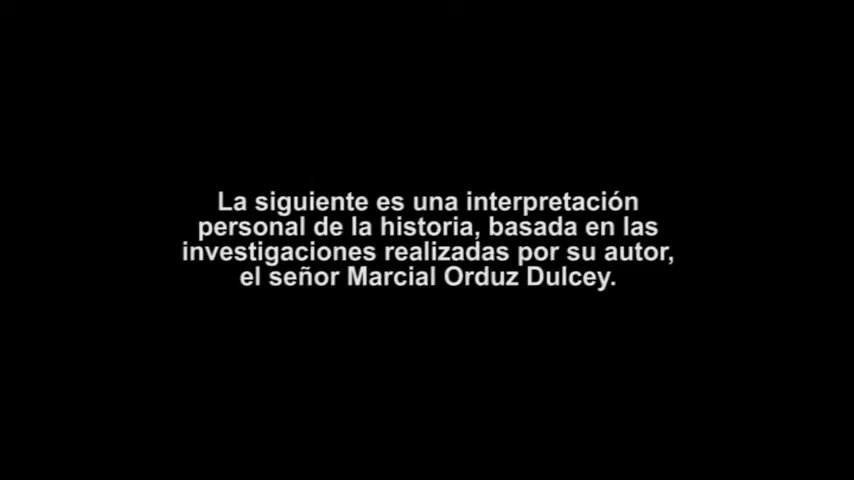 La siguiente es una interpretación
personal de la historia, basada en las
investigaciones realizadas por su autor,
el señor Marcial Orduz Dulcey.